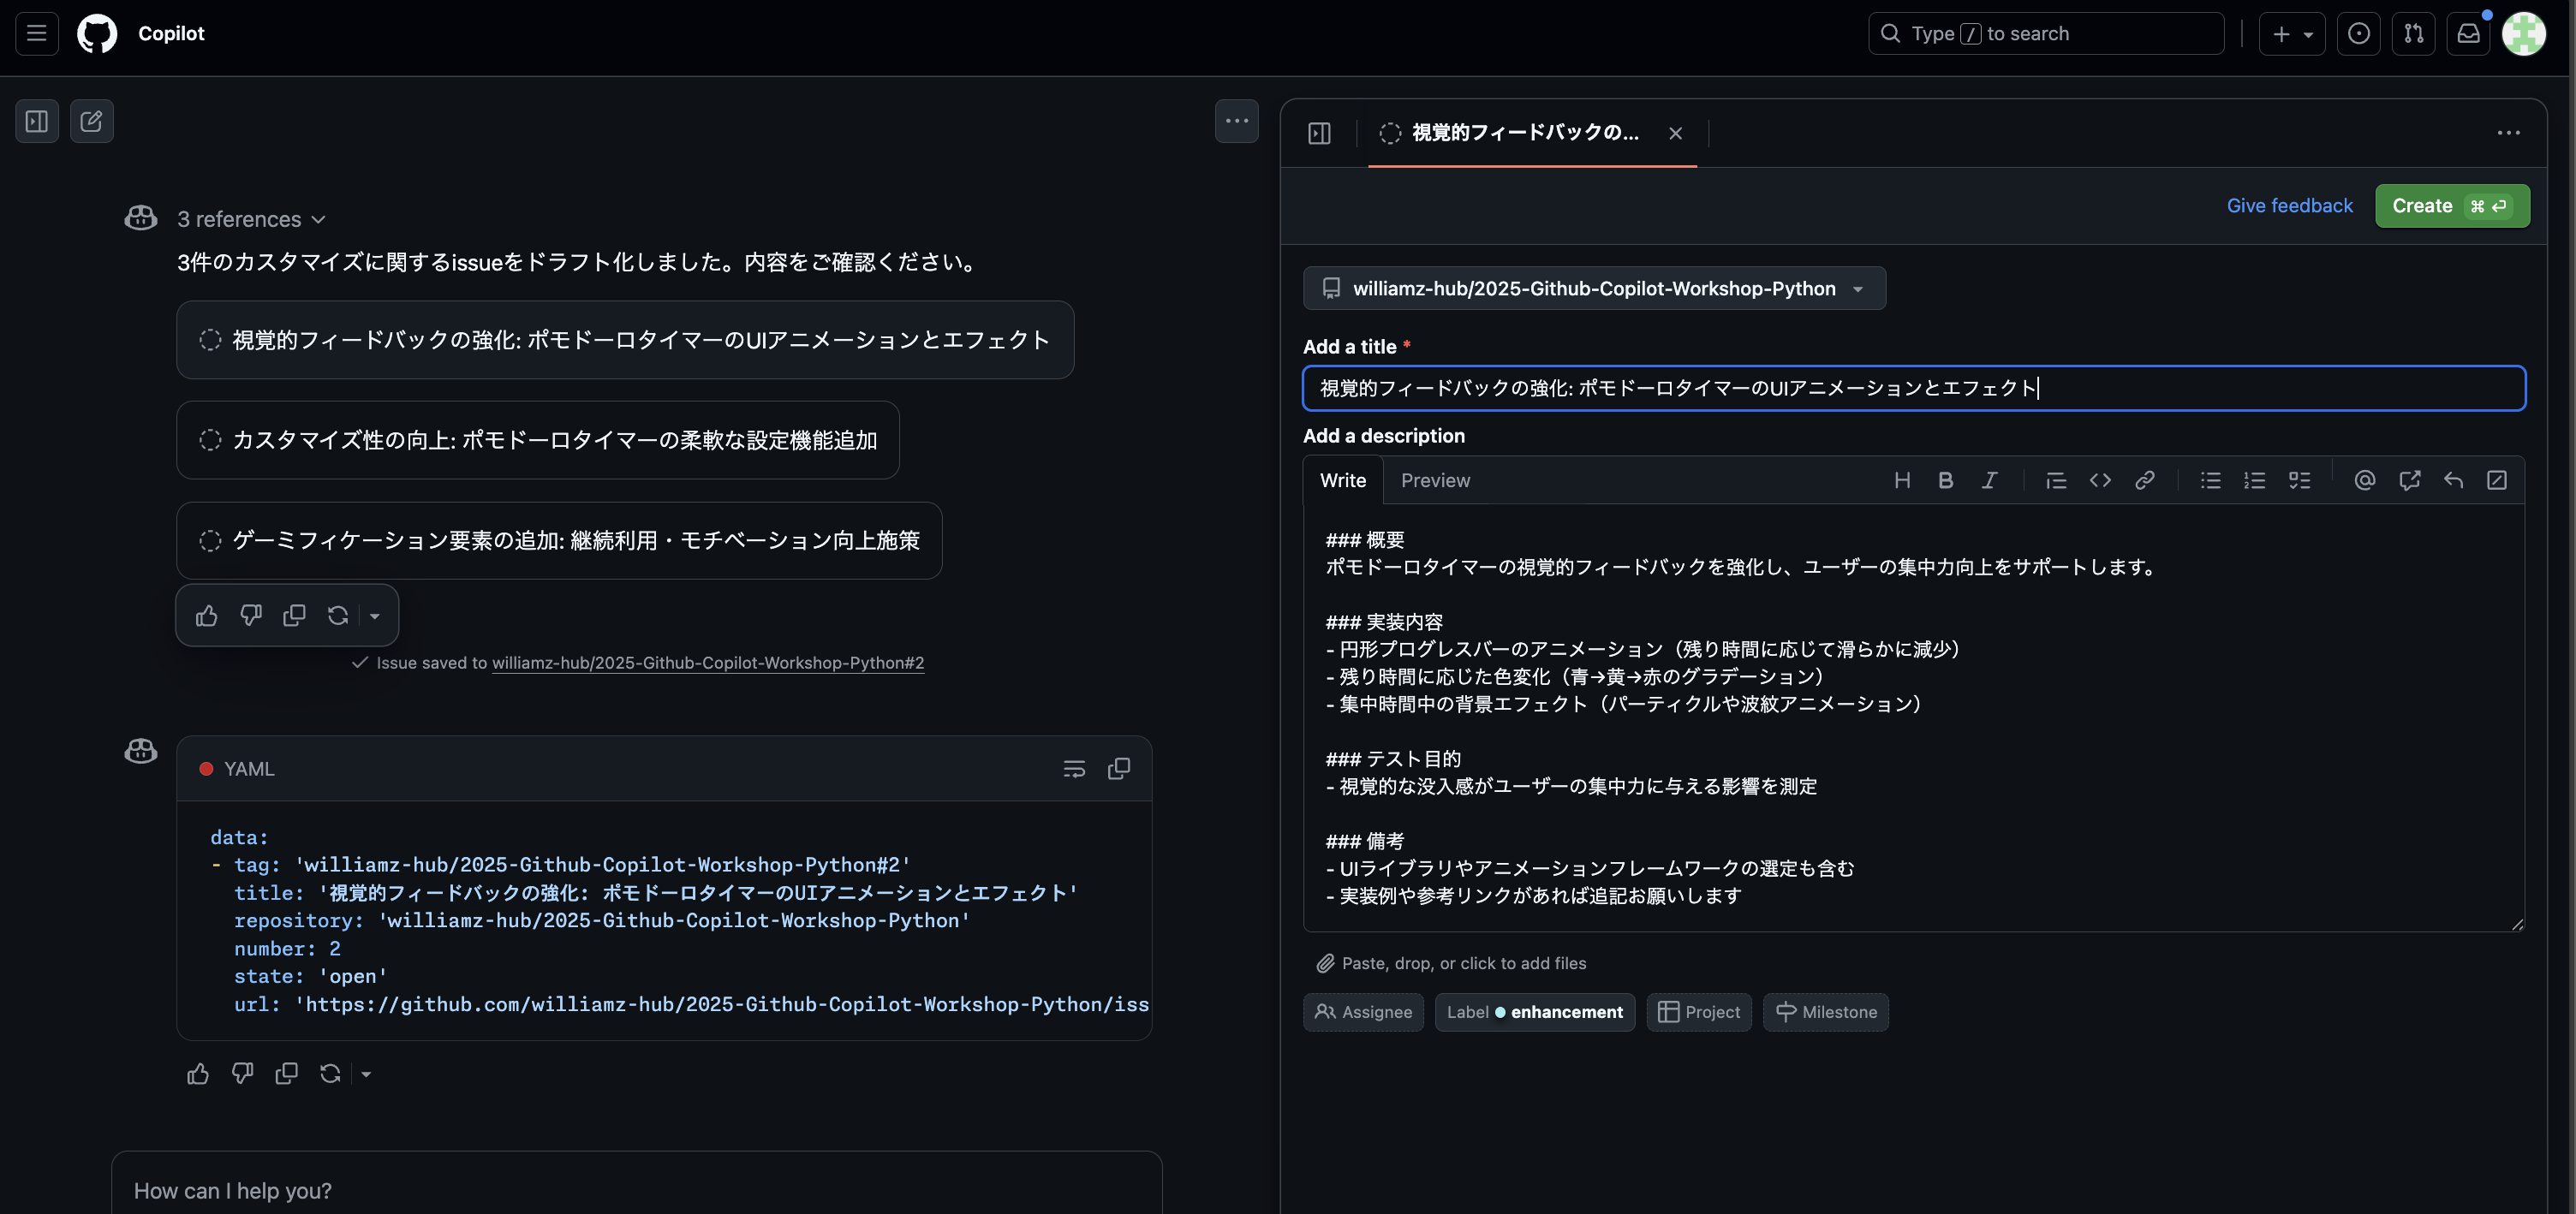 Copilot
Type / to search
3 references
3件のカスタマイズに関するissueをドラフト化しました。内容をご確認ください。
視覚的フィードバックの強化: ポモドーロタイマーのUIアニメーションとエフェクト
カスタマイズ性の向上: ポモドーロタイマーの柔軟な設定機能追加
ゲーミフィケーション要素の追加: 継続利用・モチベーション向上施策
Issue saved to williamz-hub/2025-Github-Copilot-Workshop-Python#2
YAML
data:
- tag: 'williamz-hub/2025-Github-Copilot-Workshop-Python#2'
title: '視覚的フィードバックの強化: ポモドーロタイマーのUIアニメーションとエフェクト'
repository: 'williamz-hub/2025-Github-Copilot-Workshop-Python'
number: 2
state: 'open'
url: 'https://github.com/williamz-hub/2025-Github-Copilot-Workshop-Python/iss
How can I help you?
視覚的フィードバックの...
Give feedback
Create ⌘ ⏎
williamz-hub/2025-Github-Copilot-Workshop-Python
Add a title *
視覚的フィードバックの強化: ポモドーロタイマーのUIアニメーションとエフェクト
Add a description
Write Preview
### 概要
ポモドーロタイマーの視覚的フィードバックを強化し、ユーザーの集中力向上をサポートします。
### 実装内容
- 円形プログレスバーのアニメーション（残り時間に応じて滑らかに減少）
- 残り時間に応じた色変化（青→黄→赤のグラデーション）
- 集中時間中の背景エフェクト（パーティクルや波紋アニメーション）
### テスト目的
- 視覚的な没入感がユーザーの集中力に与える影響を測定
### 備考
- UIライブラリやアニメーションフレームワークの選定も含む
- 実装例や参考リンクがあれば追記お願いします
Paste, drop, or click to add files
Assignee Label enhancement Project Milestone